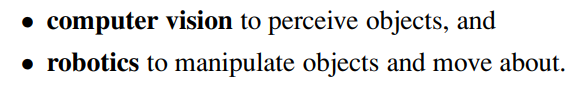 • computer vision to perceive objects, and
• robotics to manipulate objects and move about.